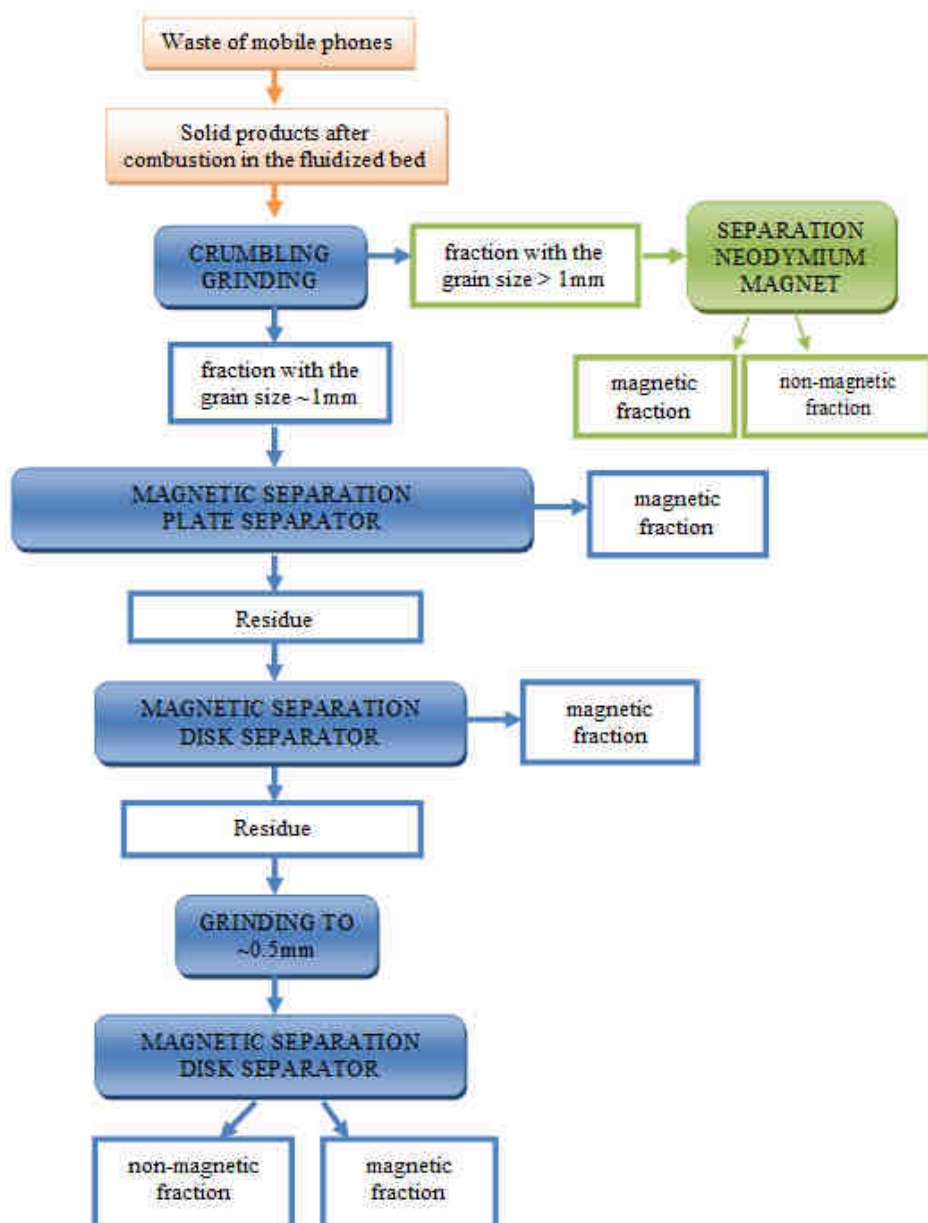 Waste of mobile phones
Solid products after
combustion in the fluidized bed
CRUMBLING
GRINDING
fraction with the
grain size > 1mm
SEPARATION
NEODYMIUM
MAGNET
magnetic
fraction
non-magnetic
fraction
fraction with the
grain size ~1mm
MAGNETIC SEPARATION
PLATE SEPARATOR
magnetic
fraction
Residue
MAGNETIC SEPARATION
DISK SEPARATOR
magnetic
fraction
Residue
GRINDING TO
~0.5mm
MAGNETIC SEPARATION
DISK SEPARATOR
non-magnetic
fraction
magnetic
fraction